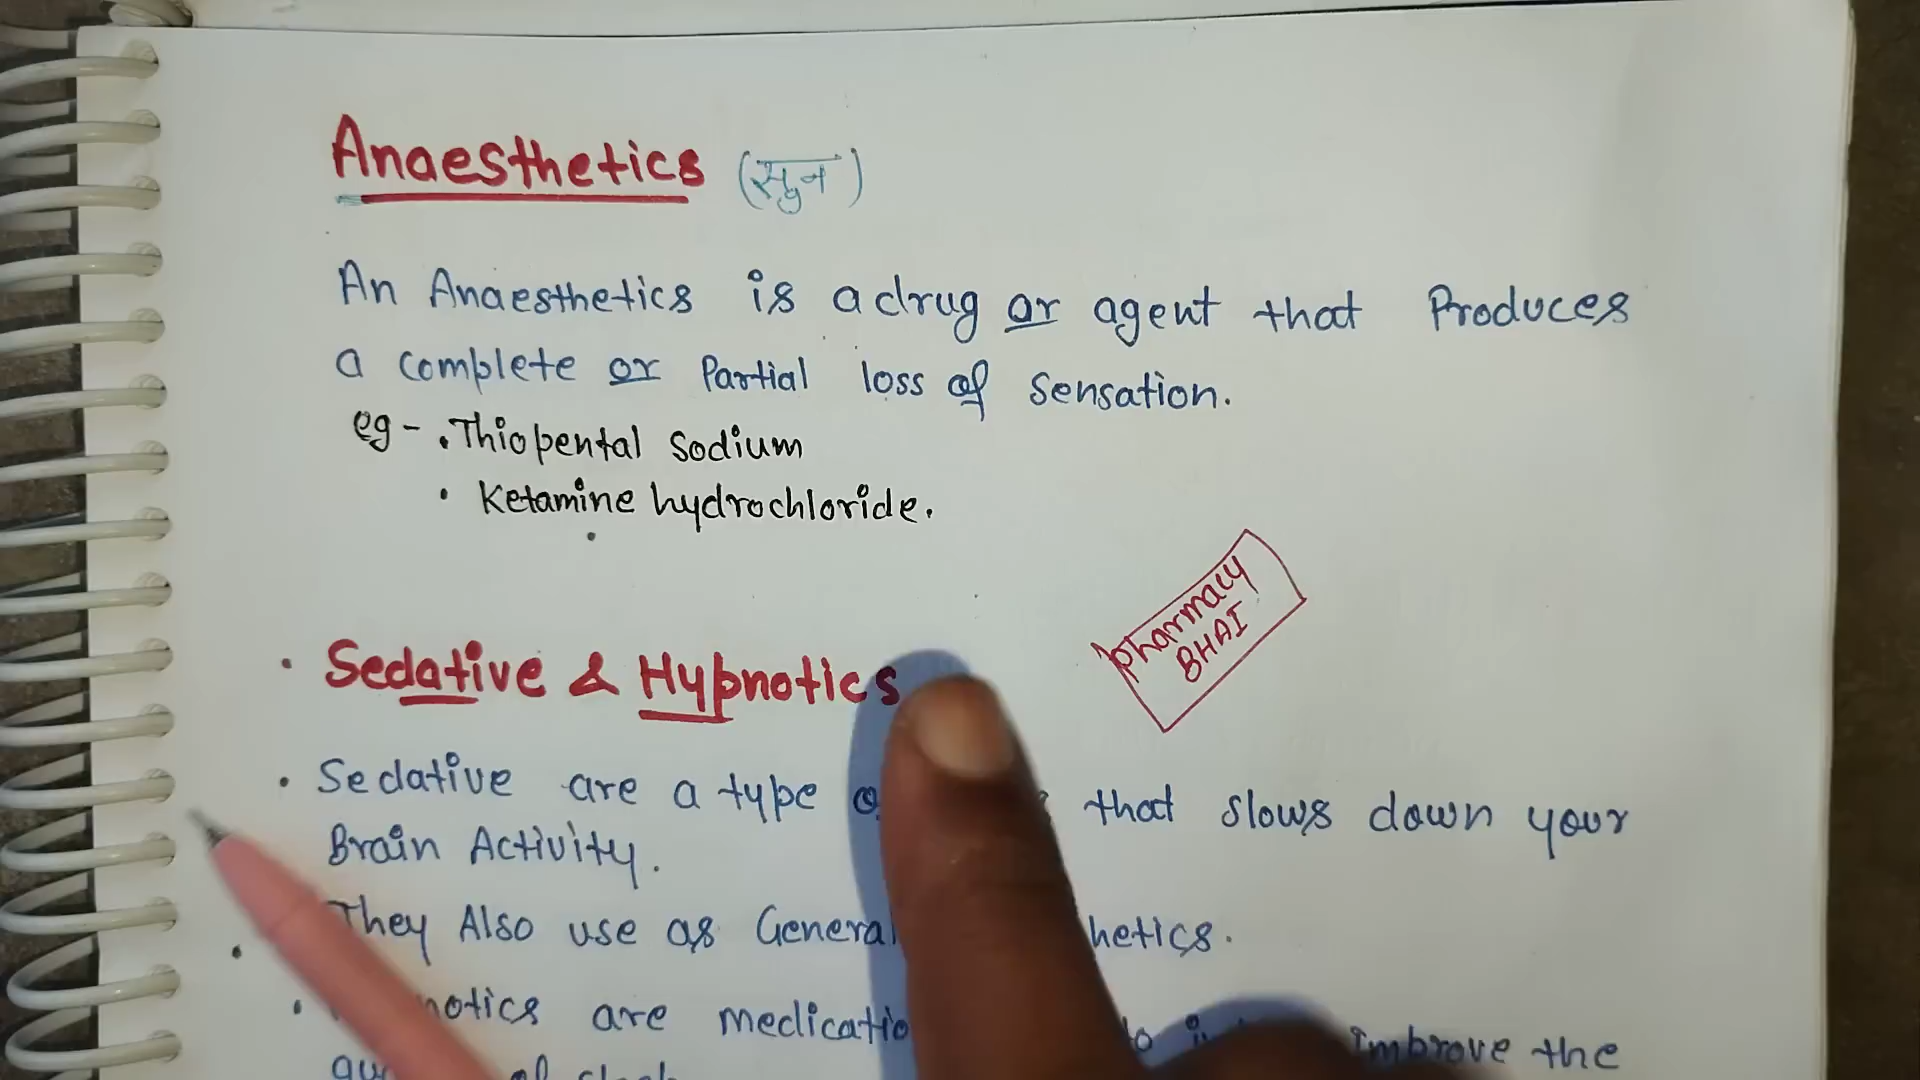 Anaesthetics (सुन)
An Anaesthetics is a drug or agent that Produces
a complete or Partial loss of Sensation.
eg - . Thiopental Sodium
• Ketamine hydrochloride.
pharmacy
BHAI
• Sedative & Hypnotics
• Sedative are a type that slows down your
Brain Activity.
• They Also use as General
• are the